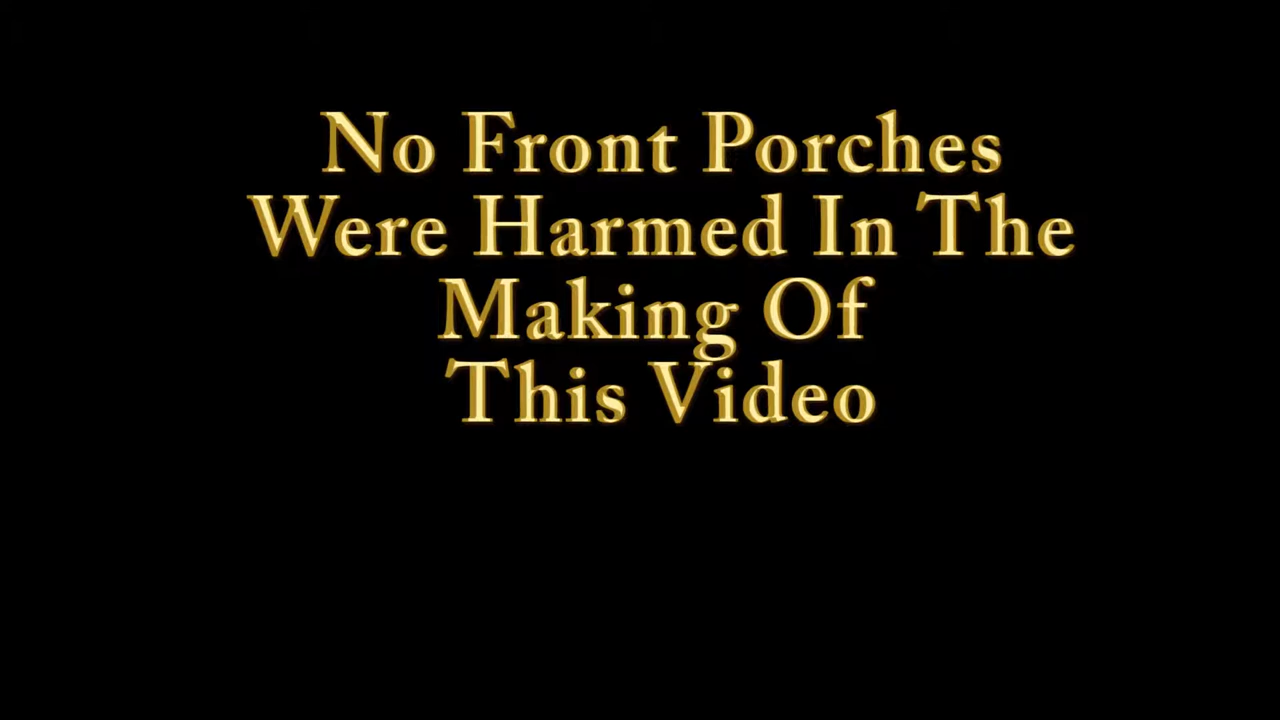 No Front Porches
Were Harmed In The
Making Of
This Video